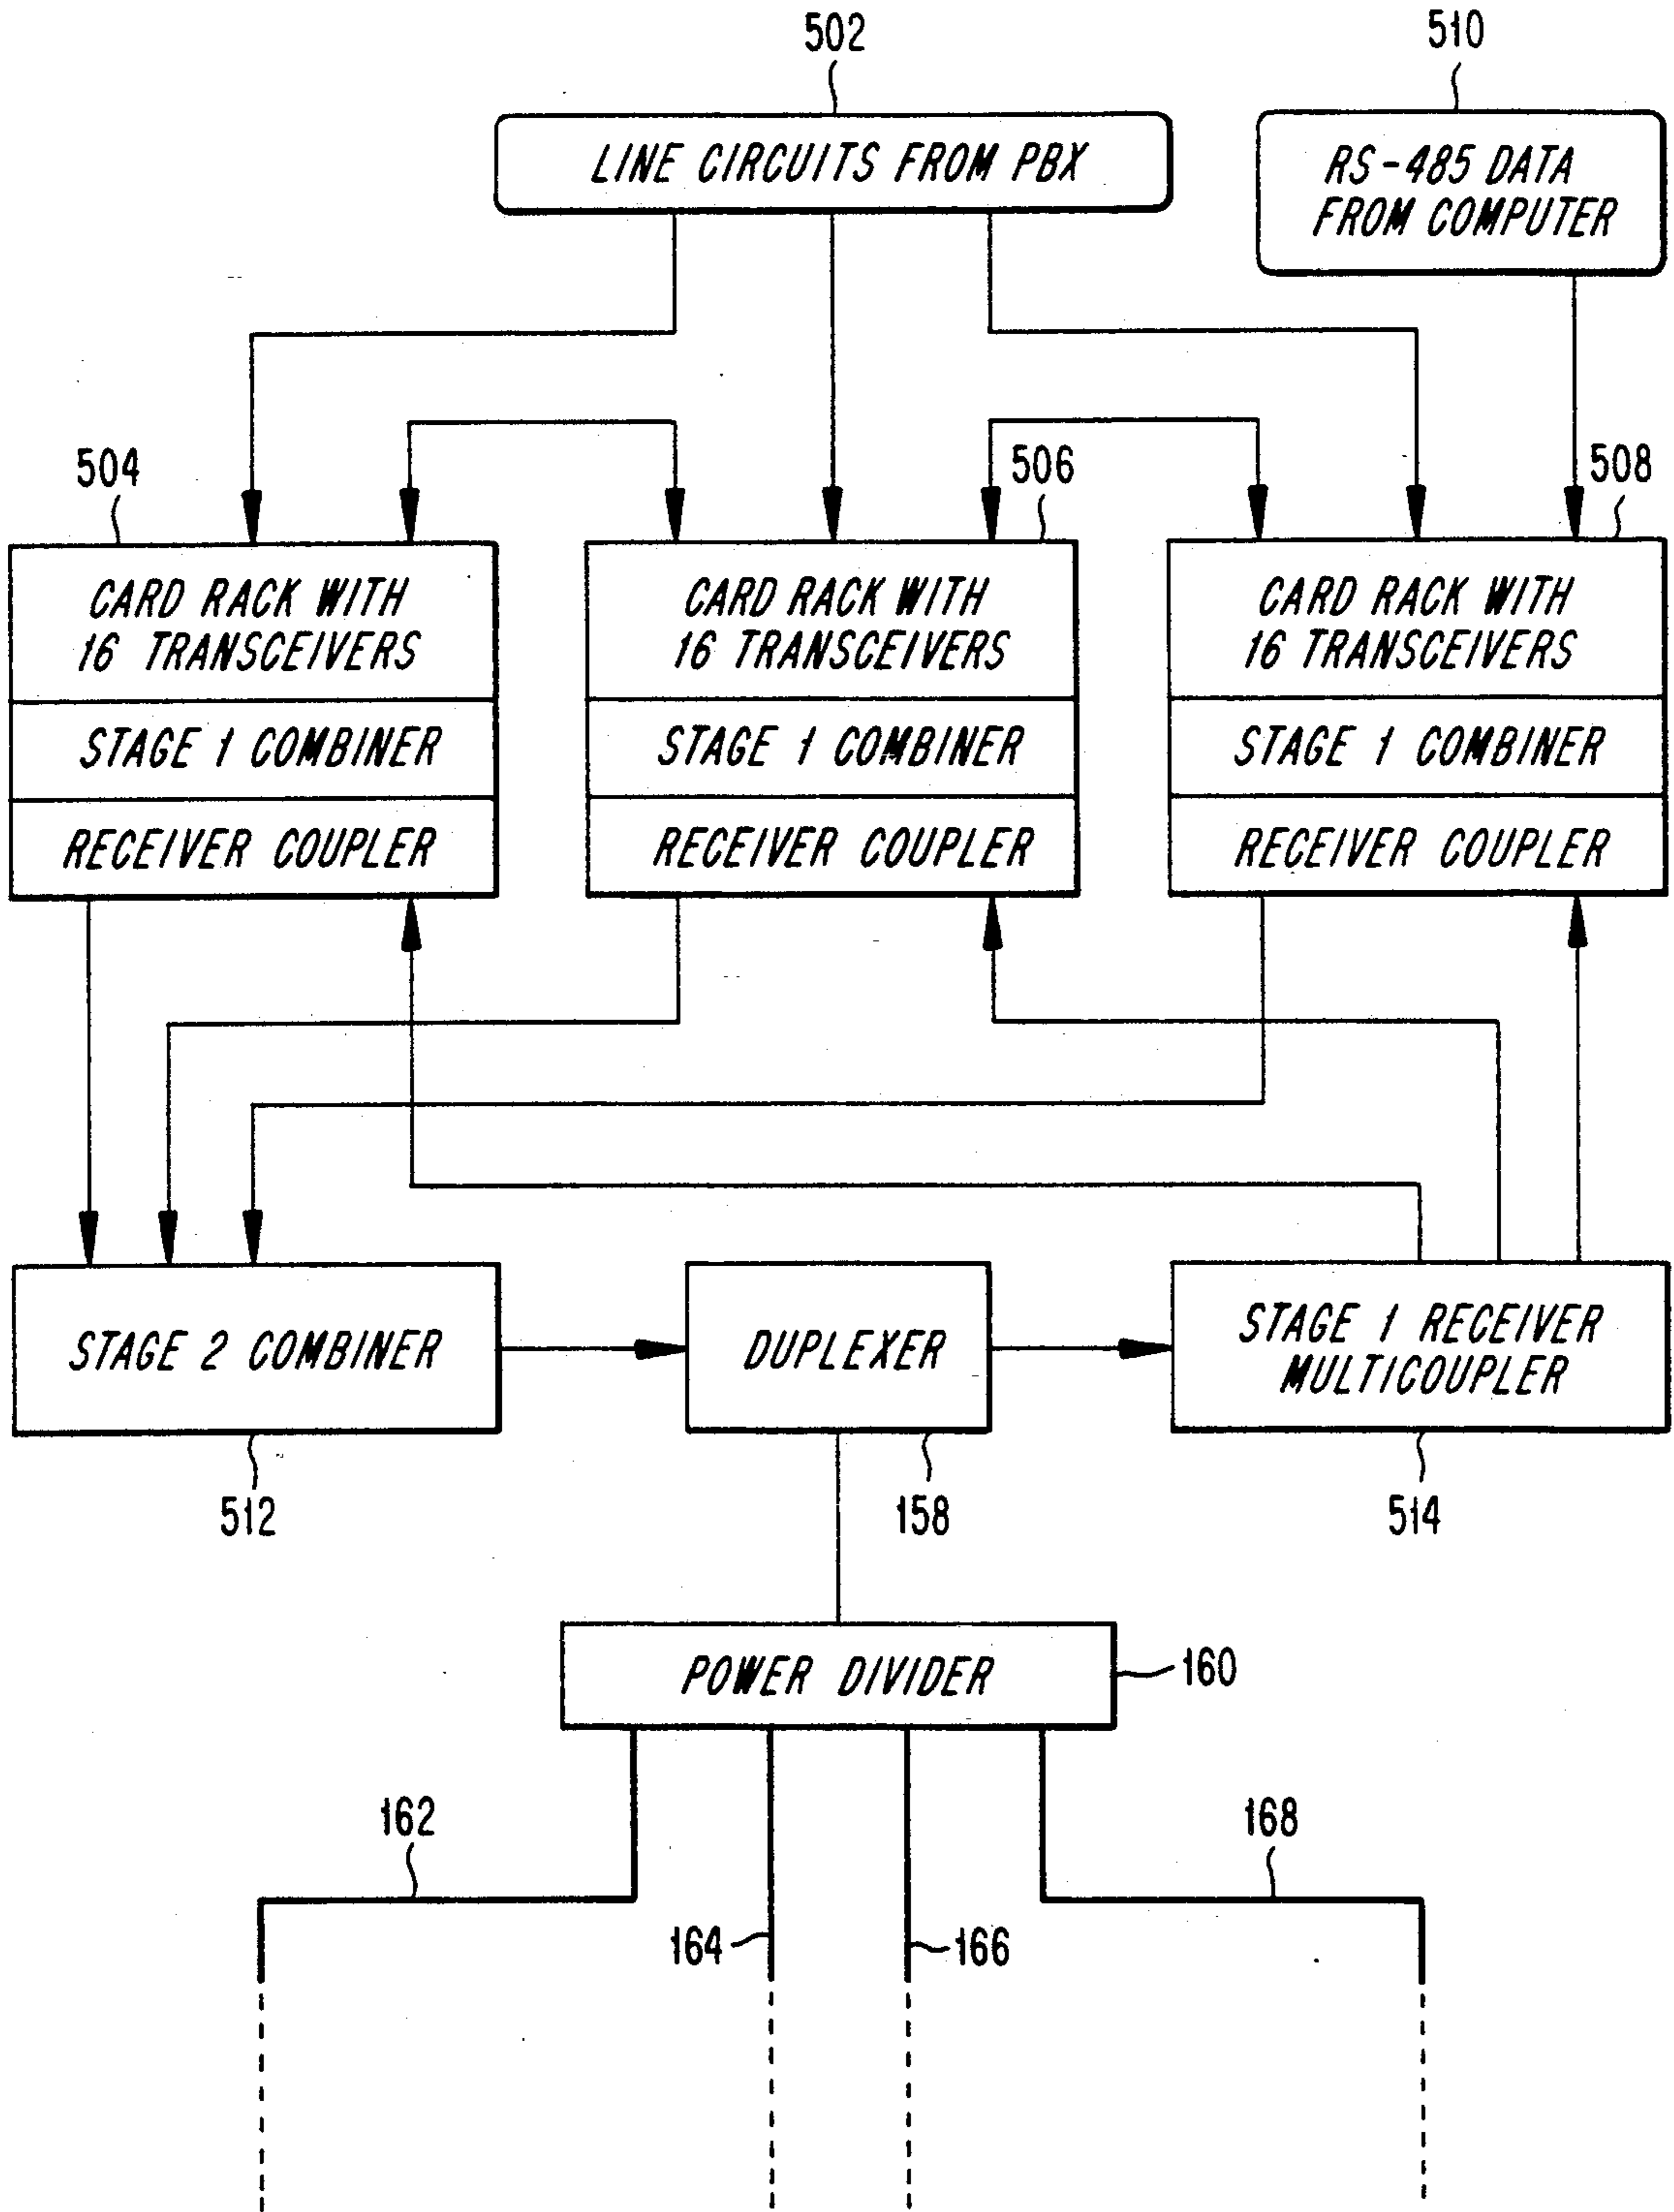 502
510
LINE CIRCUITS FROM PBX
RS-485 DATA
FROM COMPUTER
504
506
508
CARD RACK WITH
16 TRANSCEIVERS
STAGE 1 COMBINER
RECEIVER COUPLER
CARD RACK WITH
16 TRANSCEIVERS
STAGE 1 COMBINER
RECEIVER COUPLER
CARD RACK WITH
16 TRANSCEIVERS
STAGE 1 COMBINER
RECEIVER COUPLER
STAGE 2 COMBINER
DUPLEXER
STAGE 1 RECEIVER
MULTICOUPLER
512
158
514
POWER DIVIDER
160
162
168
164
166